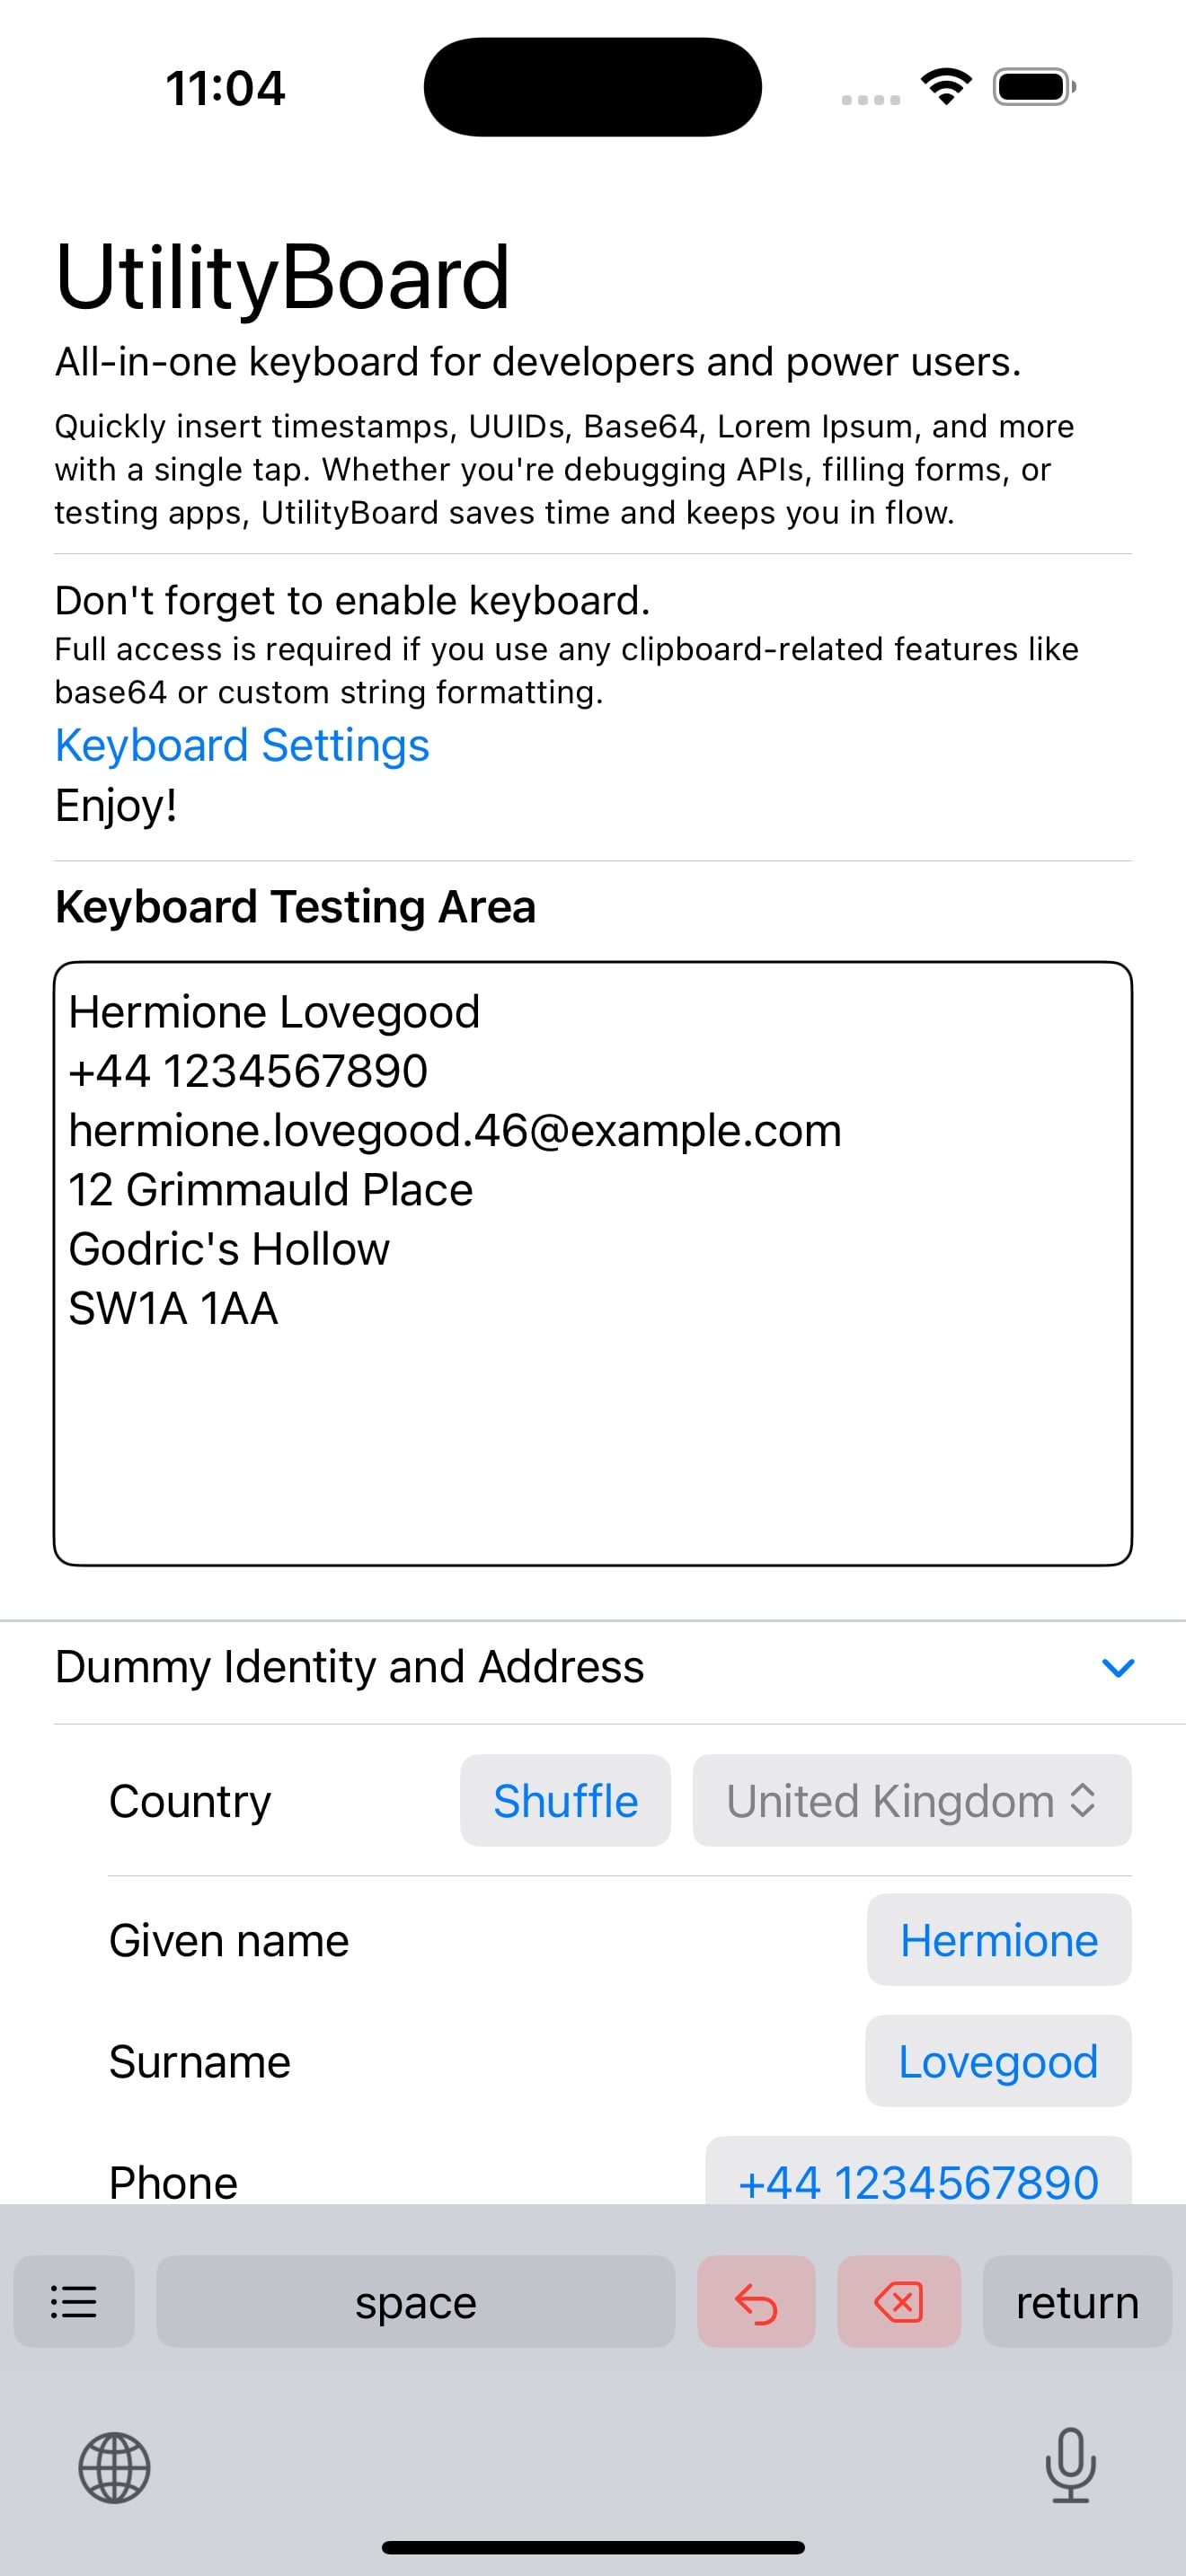 11:04
UtilityBoard
All-in-one keyboard for developers and power users.
Quickly insert timestamps, UUIDs, Base64, Lorem Ipsum, and more
with a single tap. Whether you're debugging APIs, filling forms, or
testing apps, UtilityBoard saves time and keeps you in flow.
Don't forget to enable keyboard.
Full access is required if you use any clipboard-related features like
base64 or custom string formatting.
Keyboard Settings
Enjoy!
Keyboard Testing Area
Hermione Lovegood
+44 1234567890
hermione.lovegood.46@example.com
12 Grimmauld Place
Godric's Hollow
SW1A 1AA
Dummy Identity and Address
Country Shuffle United Kingdom
Given name Hermione
Surname Lovegood
Phone +44 1234567890
space return